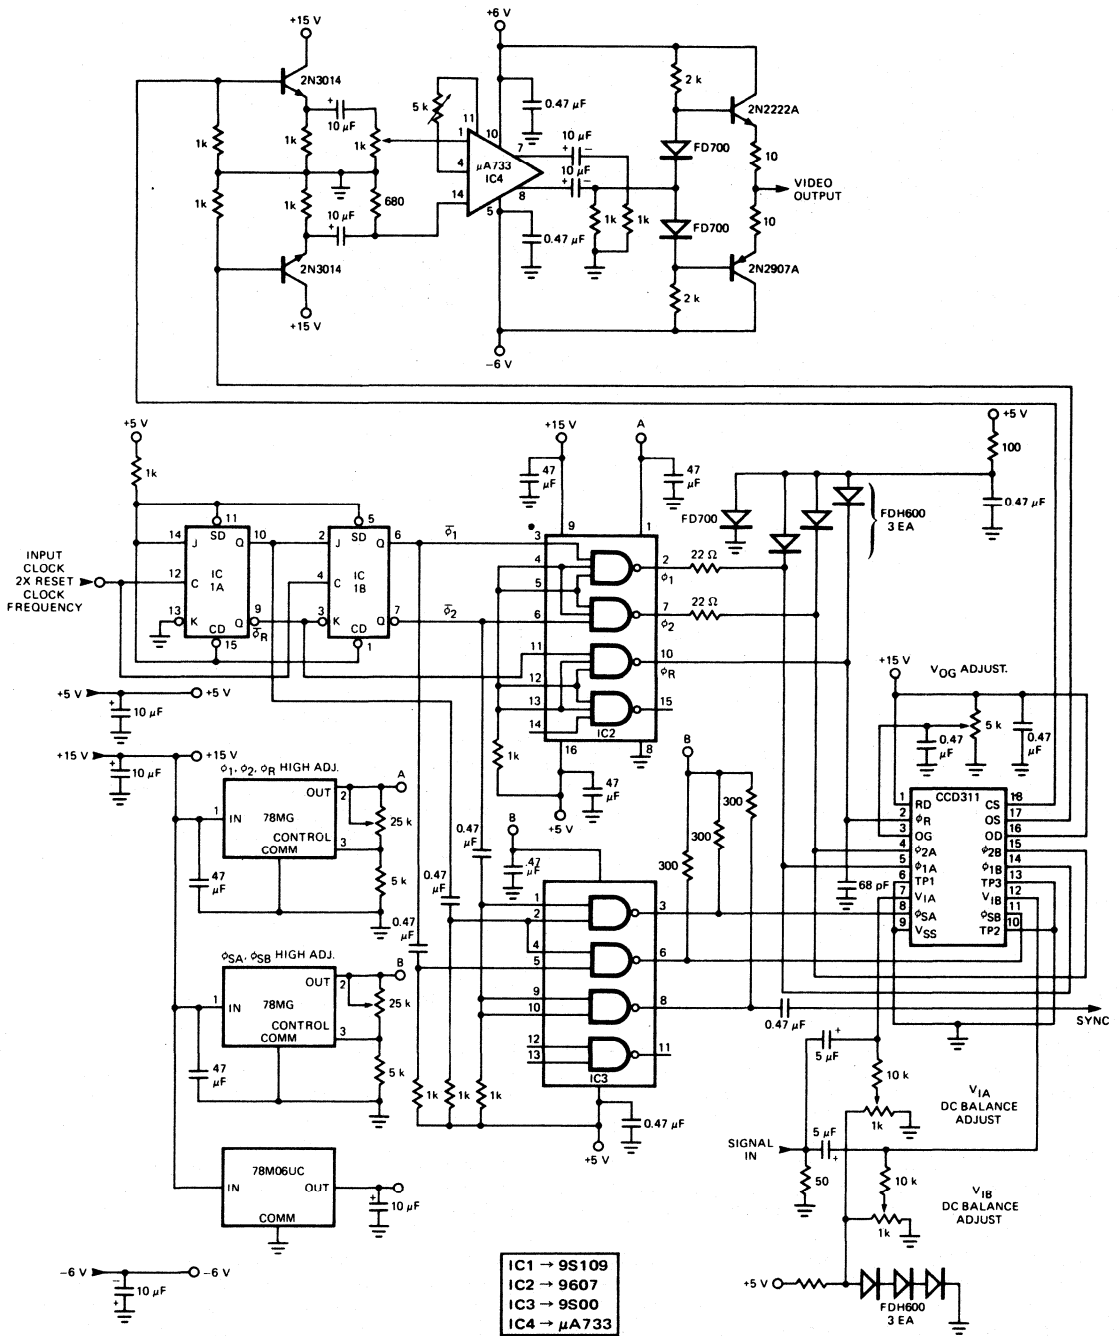 +15 V
+6 V
2N3014
1k
1k
+
10 µF
1k
5 k
11
1
10
4
µA733
IC4
7
8
14
5
0.47 µF
10 µF
+
−
10 µF
+
−
2 k
2N2222A
FD700
10
VIDEO
OUTPUT
1k
1k
680
10 µF
+
1k
1k
FD700
10
0.47 µF
2N3014
2N2907A
2 k
+15 V
−6 V
+5 V
1k
+15 V
A
47
µF
47
µF
+5 V
100
0.47 µF
FD700
FDH600
3 EA
INPUT
CLOCK
2X RESET
CLOCK
FREQUENCY
11
14
J
SD
Q
10
12
C
IC
1A
13
K
CD
Q
9
15
φ̅R
5
2
J
SD
Q
6
4
C
IC
1B
3
K
CD
Q
7
1
φ̅1
φ̅2
9
1
3
4
5
6
11
12
13
14
2
φ1
7
φ2
10
φR
15
IC2
16
8
22 Ω
22 Ω
1k
47
µF
+5 V
+5 V
+5 V
+
10 µF
+15 V
+15 V
+
10 µF
φ1, φ2, φR HIGH ADJ.
OUT
2
A
1
IN
78MG
25 k
CONTROL
3
COMM
5 k
47
µF
0.47
µF
0.47
µF
0.47
µF
B
.47
µF
B
300
300
300
+15 V
VOG ADJUST.
5 k
0.47
µF
0.47
µF
CCD311
1
RD
CS
18
2
φR
OS
17
3
OG
OD
16
4
φ2A
φ2B
15
5
φ1A
φ1B
14
6
TP1
TP3
13
7
VIA
VIB
12
8
φSA
φSB
11
9
VSS
TP2
10
68 pF
1
2
3
4
5
6
9
10
8
12
13
11
IC3
φSA, φSB HIGH ADJ.
OUT
2
B
1
IN
78MG
25 k
CONTROL
3
COMM
5 k
47
µF
1k
1k
1k
0.47 µF
+5 V
0.47 µF
SYNC
5 µF
+
10 k
VIA
DC BALANCE
ADJUST
1k
SIGNAL
IN
5 µF
+
50
10 k
VIB
DC BALANCE
ADJUST
1k
78M06UC
IN
OUT
COMM
+
10 µF
−6 V
−6 V
−
10 µF
+
IC1 → 9S109
IC2 → 9607
IC3 → 9S00
IC4 → µA733
+5 V
FDH600
3 EA